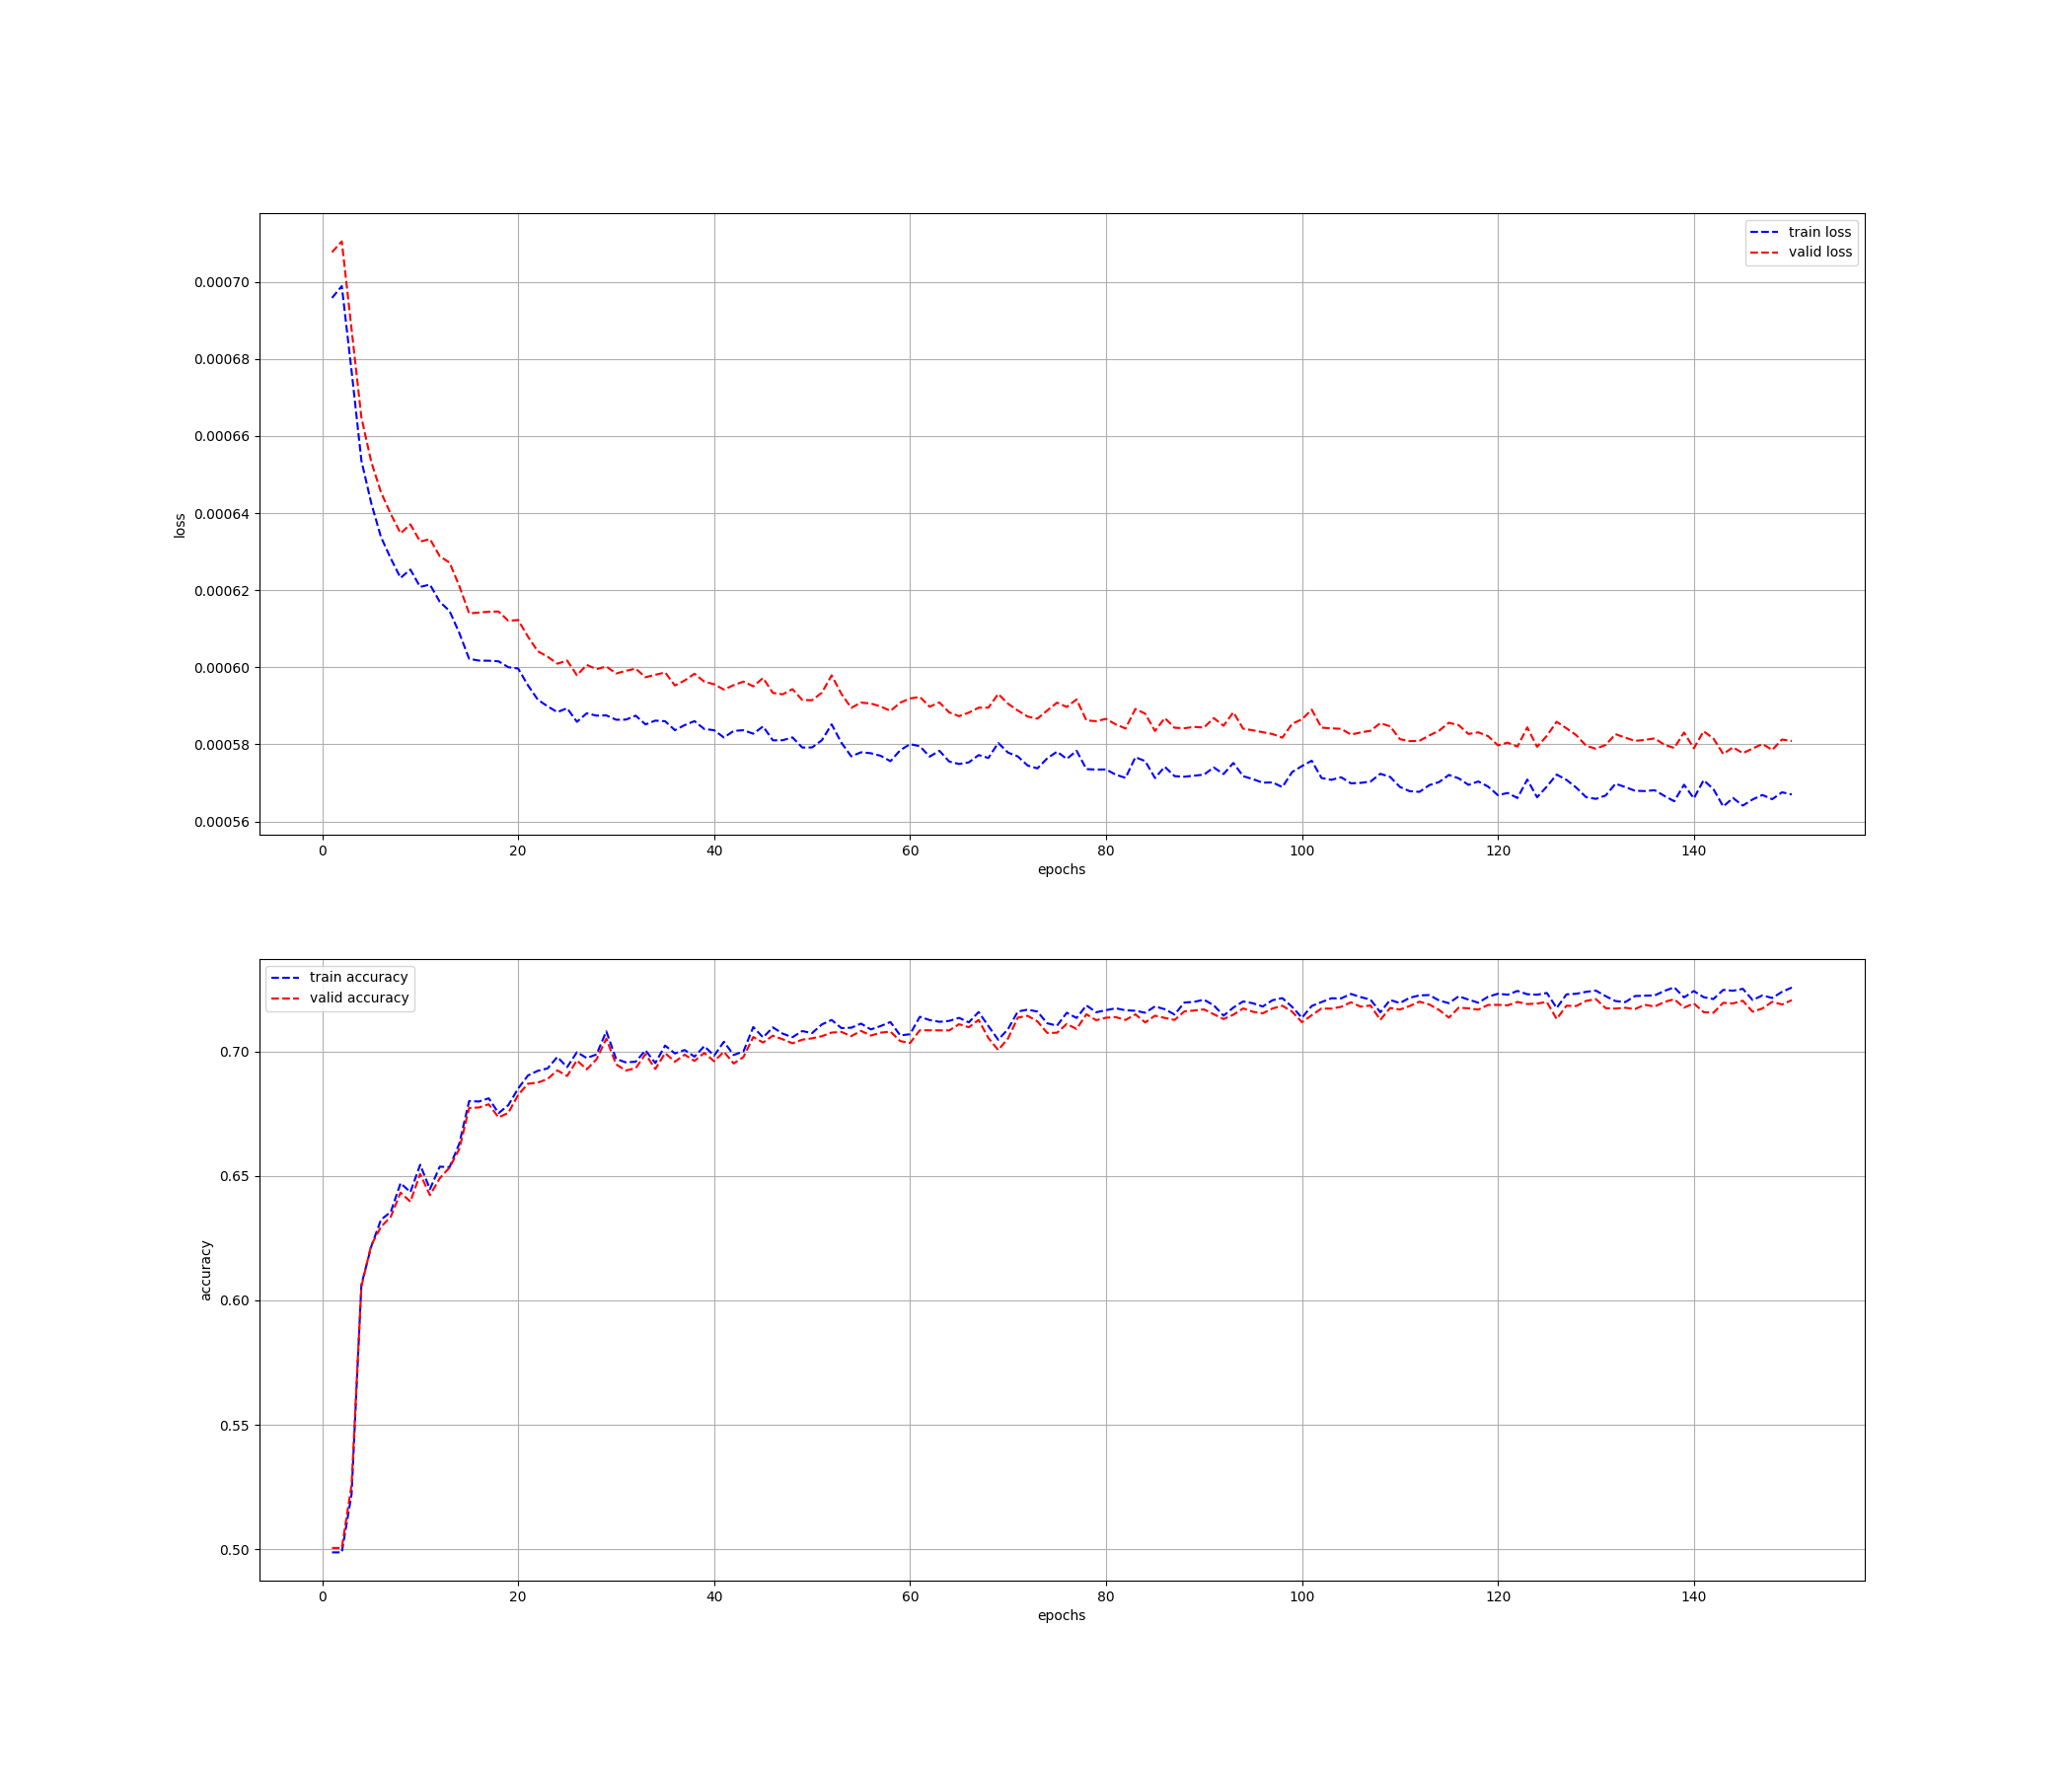 train loss
valid loss
0.00070
0.00068
0.00066
0.00064
0.00062
0.00060
0.00058
0.00056
loss
0 20 40 60 80 100 120 140
epochs
train accuracy
valid accuracy
0.70
0.65
0.60
0.55
0.50
accuracy
0 20 40 60 80 100 120 140
epochs